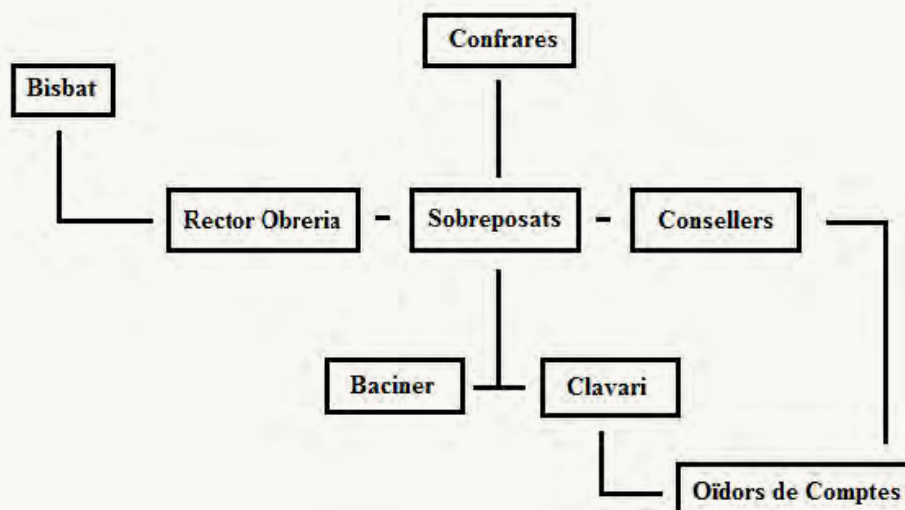 Confrares
Bisbat
Rector Obreria
Sobreposats
Consellers
Baciner
Clavari
Oïdors de Comptes